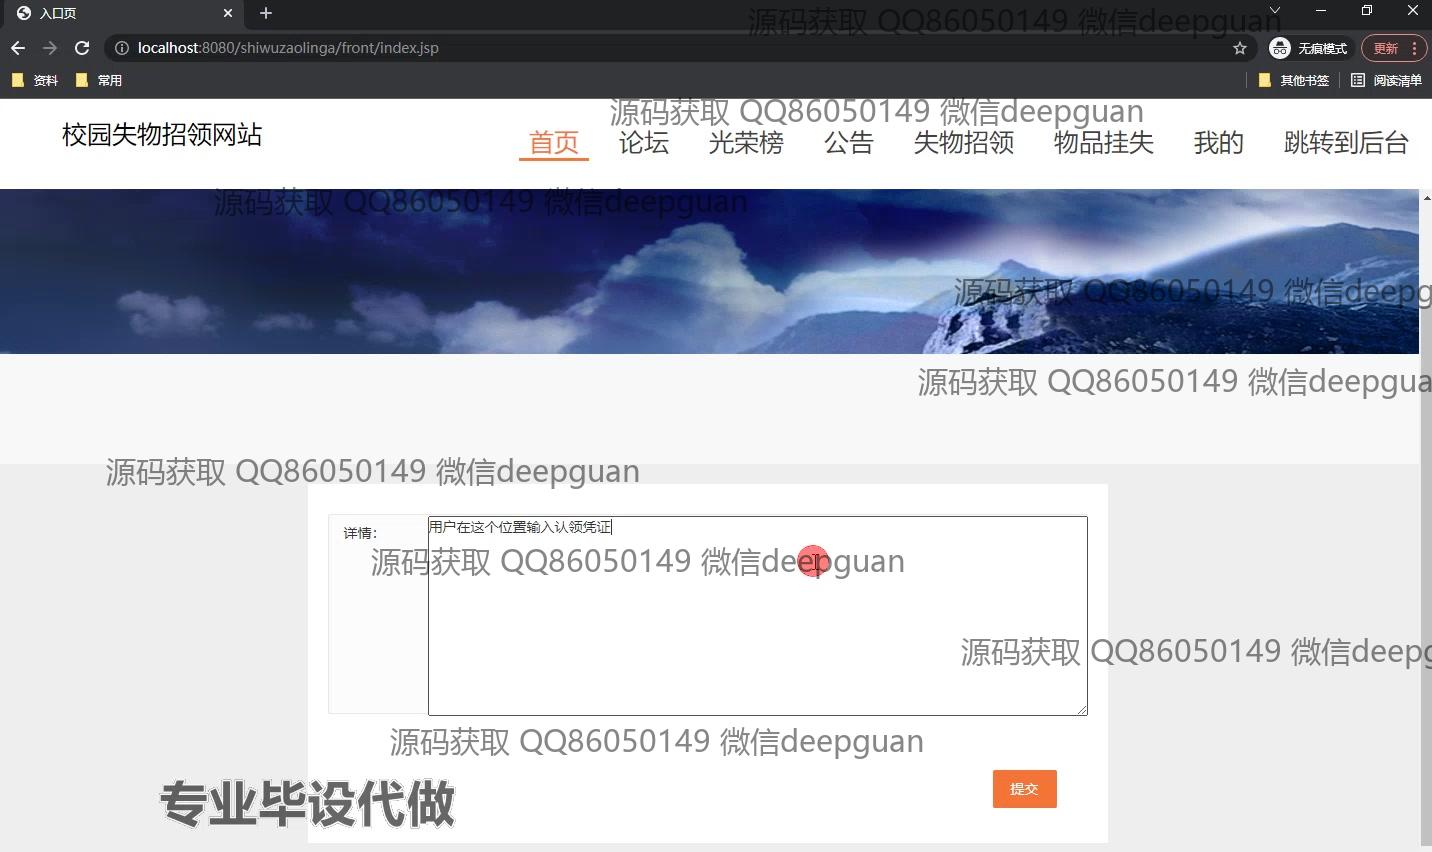 入口页
localhost:8080/shiwuzaolinga/front/index.jsp
无痕模式
更新
资料
常用
其他书签
阅读清单
源码获取 QQ86050149 微信deepguan
源码获取 QQ86050149 微信deepguan
校园失物招领网站
首页 论坛 光荣榜 公告 失物招领 物品挂失 我的 跳转到后台
源码获取 QQ86050149 微信deepguan
源码获取 QQ86050149 微信deepg
源码获取 QQ86050149 微信deepgua
源码获取 QQ86050149 微信deepguan
详情：
用户在这个位置输入认领凭证
源码获取 QQ86050149 微信deepguan
源码获取 QQ86050149 微信deepg
源码获取 QQ86050149 微信deepguan
提交
专业毕设代做